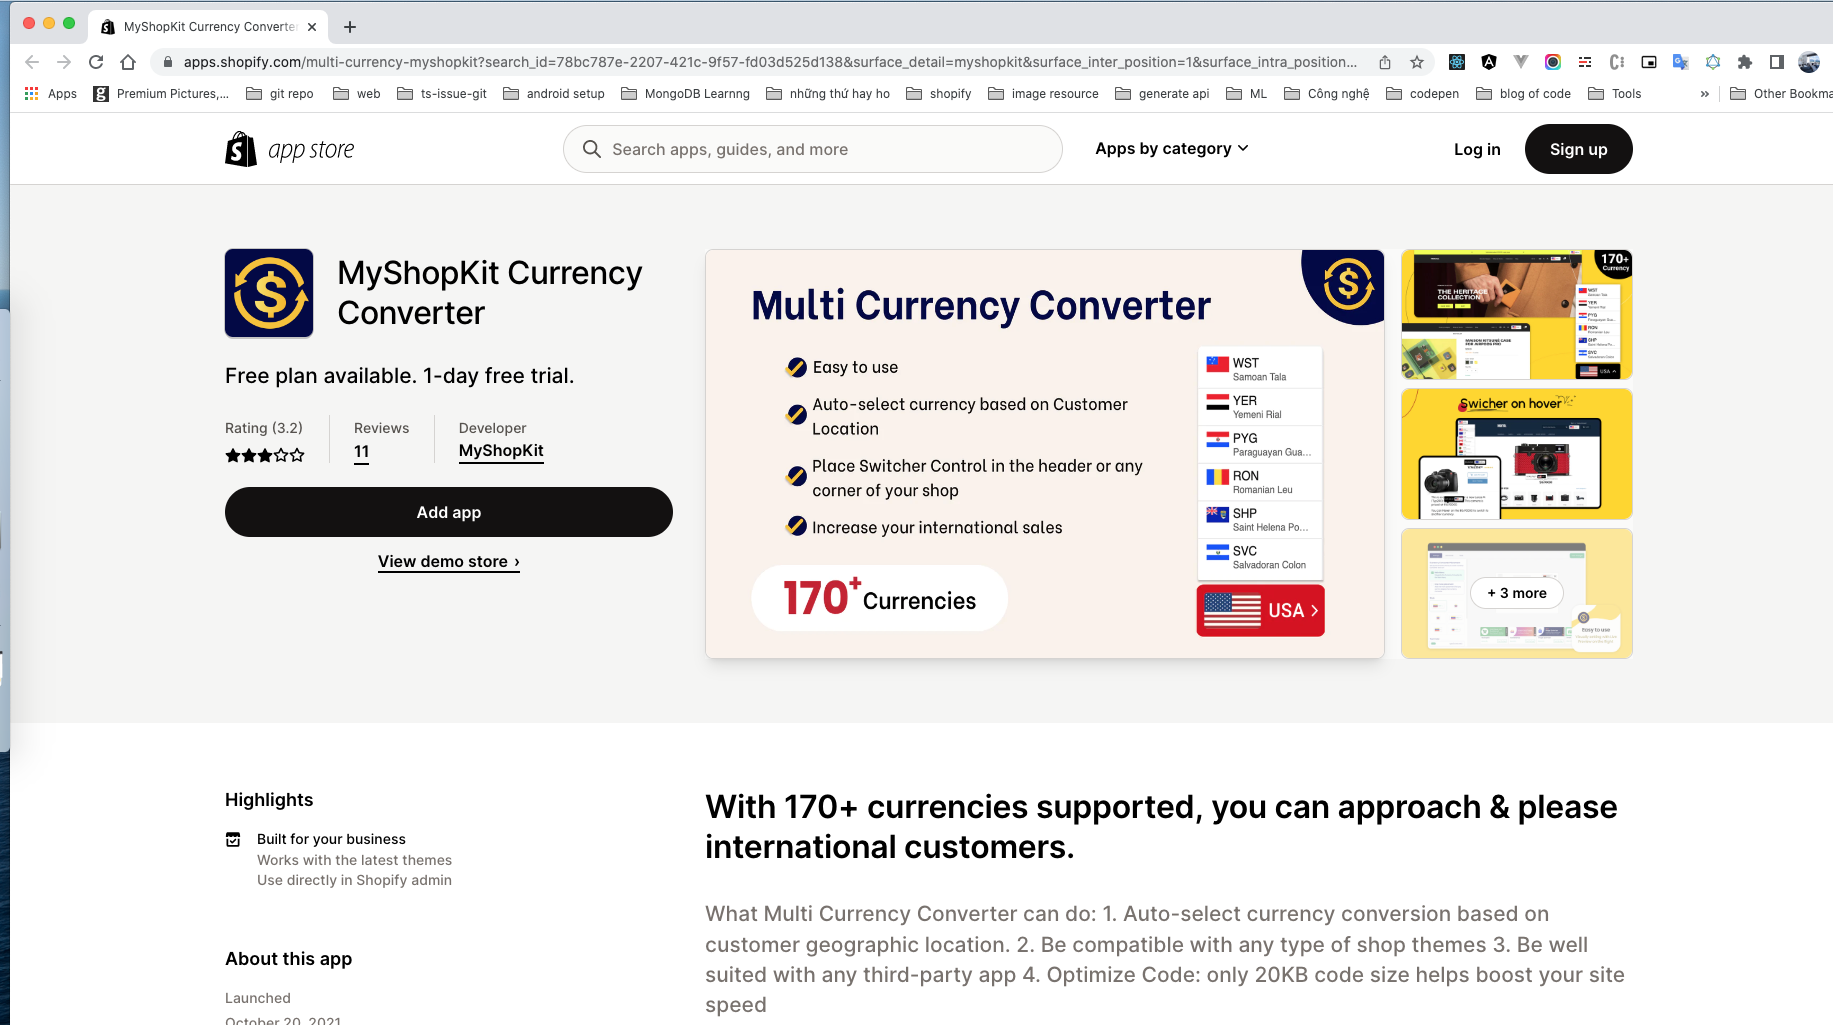 MyShopKit Currency Converter
apps.shopify.com/multi-currency-myshopkit?search_id=78bc787e-2207-421c-9f57-fd03d525d138&surface_detail=myshopkit&surface_inter_position=1&surface_intra_position...
Apps Premium Pictures,... git repo web ts-issue-git android setup MongoDB Learnng những thứ hay ho shopify image resource generate api ML Công nghệ codepen blog of code Tools » Other Bookma
app store
Search apps, guides, and more
Apps by category
Log in
Sign up
MyShopKit Currency
Converter
Free plan available. 1-day free trial.
Rating (3.2)
Reviews
11
Developer
MyShopKit
Add app
View demo store ›
Multi Currency Converter
Easy to use
Auto-select currency based on Customer
Location
Place Switcher Control in the header or any
corner of your shop
Increase your international sales
170+ Currencies
WST
Samoan Tala
YER
Yemeni Rial
PYG
Paraguayan Gua...
RON
Romanian Leu
SHP
Saint Helena Po...
SVC
Salvadoran Colon
USA
170+
Currency
THE HERITAGE
COLLECTION
Swicher on hover
+ 3 more
Easy to use
Highlights
Built for your business
Works with the latest themes
Use directly in Shopify admin
About this app
Launched
October 20, 2021
With 170+ currencies supported, you can approach & please
international customers.
What Multi Currency Converter can do: 1. Auto-select currency conversion based on
customer geographic location. 2. Be compatible with any type of shop themes 3. Be well
suited with any third-party app 4. Optimize Code: only 20KB code size helps boost your site
speed